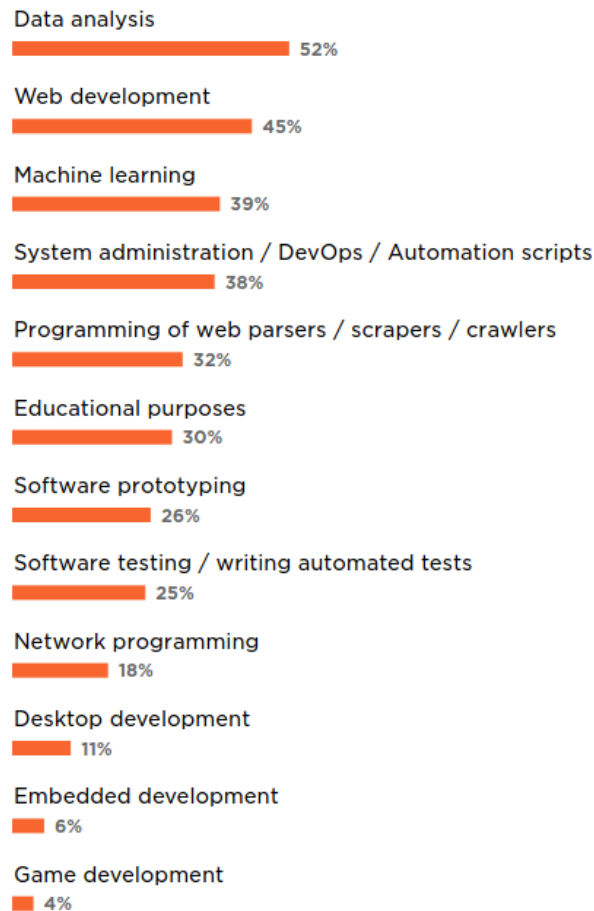 Data analysis
52%
Web development
45%
Machine learning
39%
System administration / DevOps / Automation scripts
38%
Programming of web parsers / scrapers / crawlers
32%
Educational purposes
30%
Software prototyping
26%
Software testing / writing automated tests
25%
Network programming
18%
Desktop development
11%
Embedded development
6%
Game development
4%